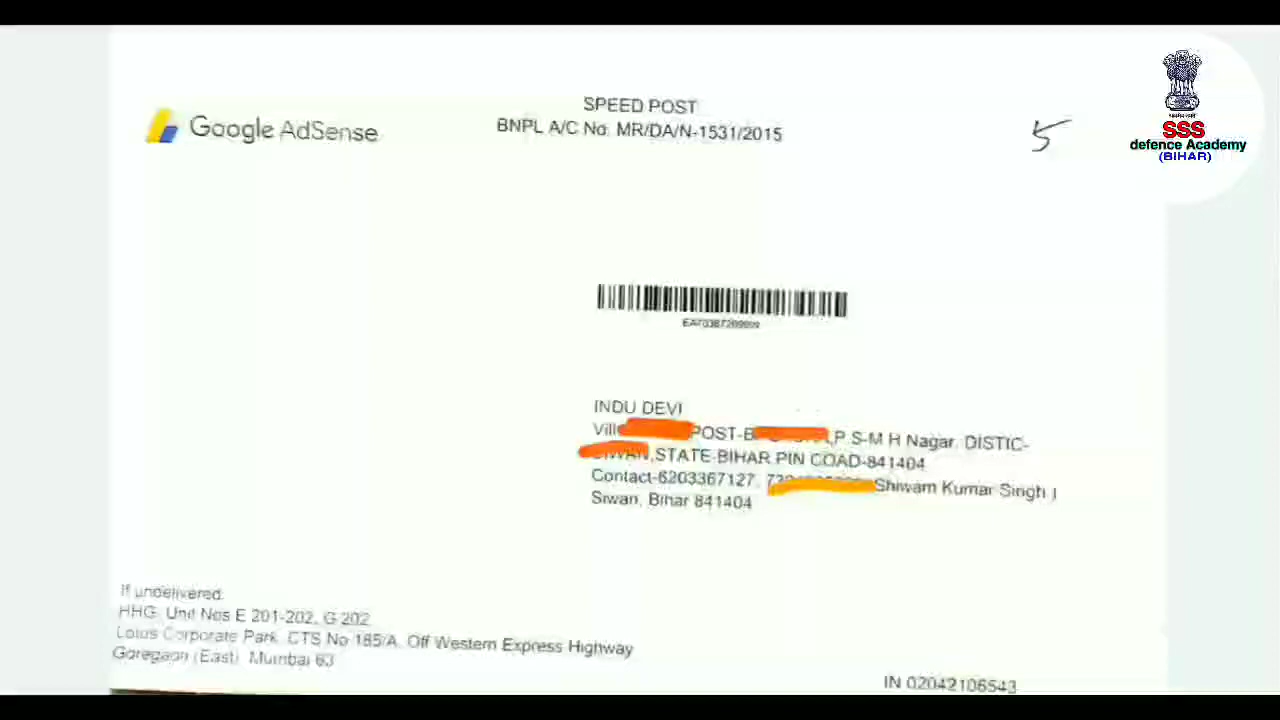 Google AdSense
SPEED POST
BNPL A/C No. MR/DA/N-1531/2015
5
SSS
defence Academy
(BIHAR)
INDU DEVI
POST-B P S-M H Nagar, DISTIC-
,STATE-BIHAR PIN COAD-841404
Contact-6203367127, Shiwam Kumar Singh
Siwan, Bihar 841404
If undelivered:
HHG, Unit Nos E 201-202, G 202
Lotus Corporate Park, CTS No 185/A, Off Western Express Highway
Goregaon (East), Mumbai 63
IN 02042106543